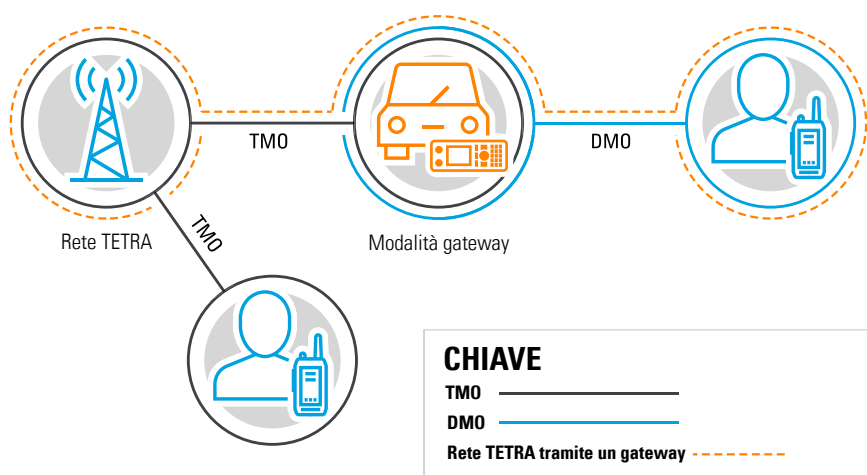 TMO
DMO
TMO
Rete TETRA
Modalità gateway
CHIAVE
TMO
DMO
Rete TETRA tramite un gateway